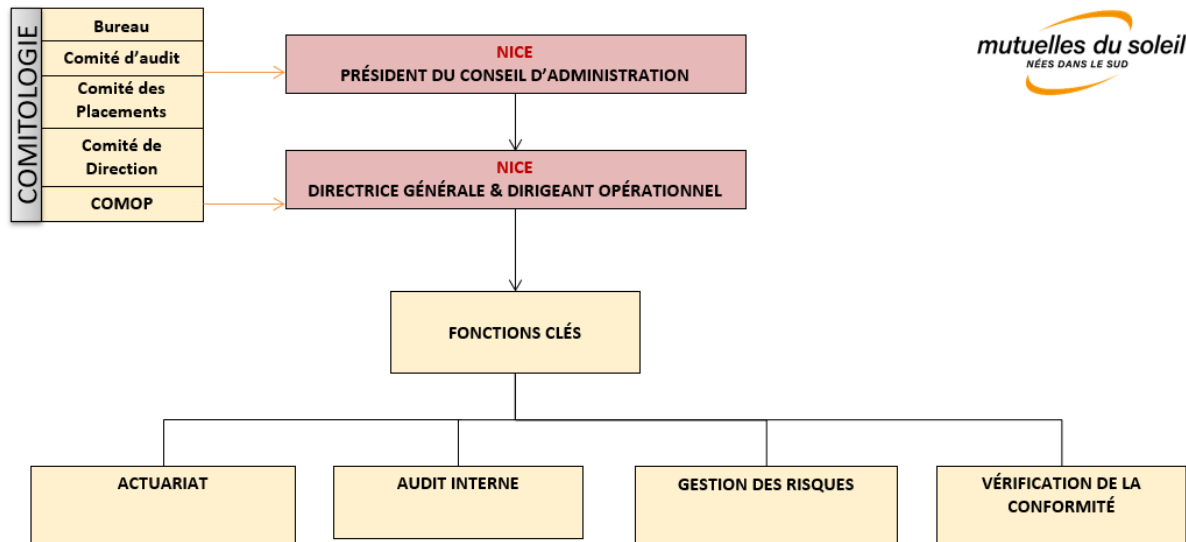 COMITOLOGIE
Bureau
Comité d’audit
Comité des
Placements
Comité de
Direction
COMOP
NICE
PRÉSIDENT DU CONSEIL D’ADMINISTRATION
mutuelles du soleil
NÉES DANS LE SUD
NICE
DIRECTRICE GÉNÉRALE & DIRIGEANT OPÉRATIONNEL
FONCTIONS CLÉS
ACTUARIAT
AUDIT INTERNE
GESTION DES RISQUES
VÉRIFICATION DE LA
CONFORMITÉ